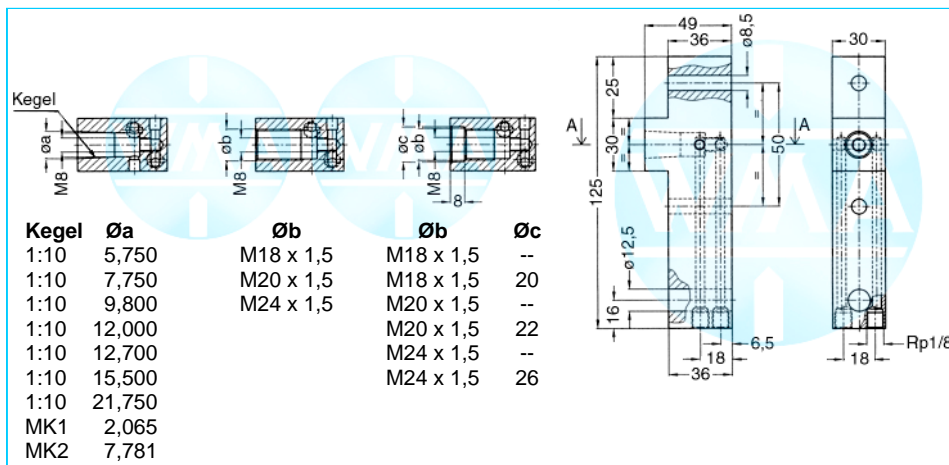 Kegel
øa
M8
øb
M8
øc
øb
M8
8
Kegel Øa
1:10 5,750
1:10 7,750
1:10 9,800
1:10 12,000
1:10 12,700
1:10 15,500
1:10 21,750
MK1 2,065
MK2 7,781
Øb
M18 x 1,5
M20 x 1,5
M24 x 1,5
Øb Øc
M18 x 1,5 --
M18 x 1,5 20
M20 x 1,5 --
M20 x 1,5 22
M24 x 1,5 --
M24 x 1,5 26
49
36
ø8,5
25
A
=
30
=
A
=
50
=
125
ø12,5
16
6,5
18
36
30
Rp1/8
18
WMA
WMA
WMA